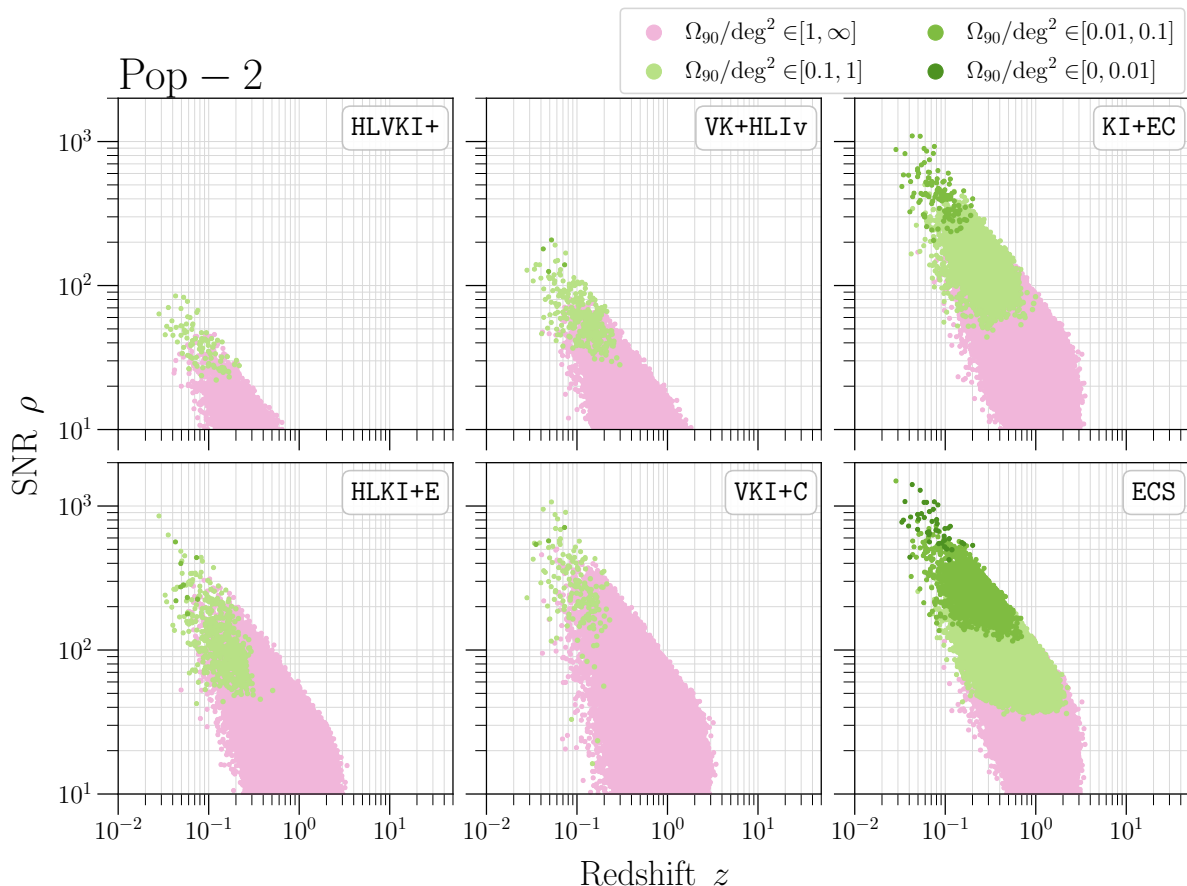 Pop − 2
Ω₉₀/deg² ∈[1, ∞]
Ω₉₀/deg² ∈[0.1, 1]
Ω₉₀/deg² ∈[0.01, 0.1]
Ω₉₀/deg² ∈[0, 0.01]
HLVKI+
VK+HLIv
KI+EC
10³
10²
10¹
HLKI+E
VKI+C
ECS
10³
10²
10¹
10⁻² 10⁻¹ 10⁰ 10¹
10⁻² 10⁻¹ 10⁰ 10¹
10⁻² 10⁻¹ 10⁰ 10¹
SNR ρ
Redshift z